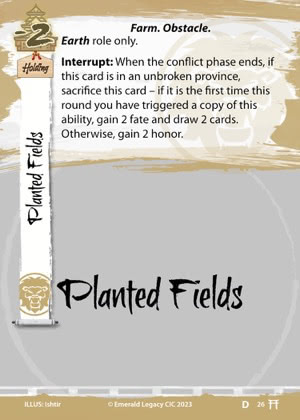 Farm. Obstacle.
2
Earth role only.
Holding
Interrupt: When the conflict phase ends, if
this card is in an unbroken province,
sacrifice this card – if it is the first time this
round you have triggered a copy of this
ability, gain 2 fate and draw 2 cards.
Otherwise, gain 2 honor.
Planted Fields
Planted Fields
ILLUS: Ishtir
© Emerald Legacy CIC 2023
D 26